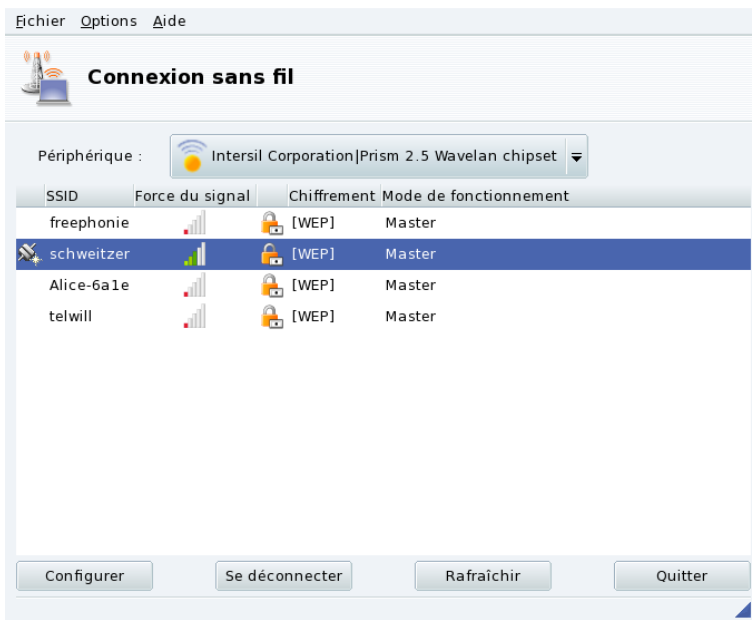 Fichier Options Aide
Connexion sans fil
Périphérique : Intersil Corporation|Prism 2.5 Wavelan chipset
SSID Force du signal Chiffrement Mode de fonctionnement
freephonie [WEP] Master
schweitzer [WEP] Master
Alice-6a1e [WEP] Master
telwill [WEP] Master
Configurer Se déconnecter Rafraîchir Quitter